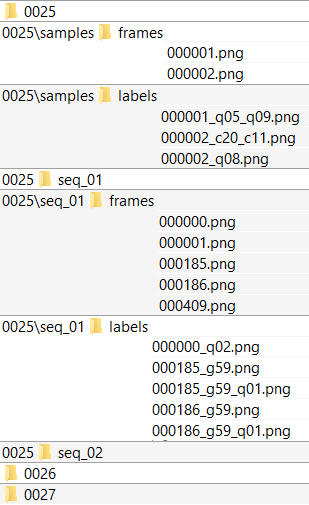 0025
0025\samples frames
000001.png
000002.png
0025\samples labels
000001_q05_q09.png
000002_c20_c11.png
000002_q08.png
0025 seq_01
0025\seq_01 frames
000000.png
000001.png
000185.png
000186.png
000409.png
0025\seq_01 labels
000000_q02.png
000185_g59.png
000185_g59_q01.png
000186_g59.png
000186_g59_q01.png
0025 seq_02
0026
0027